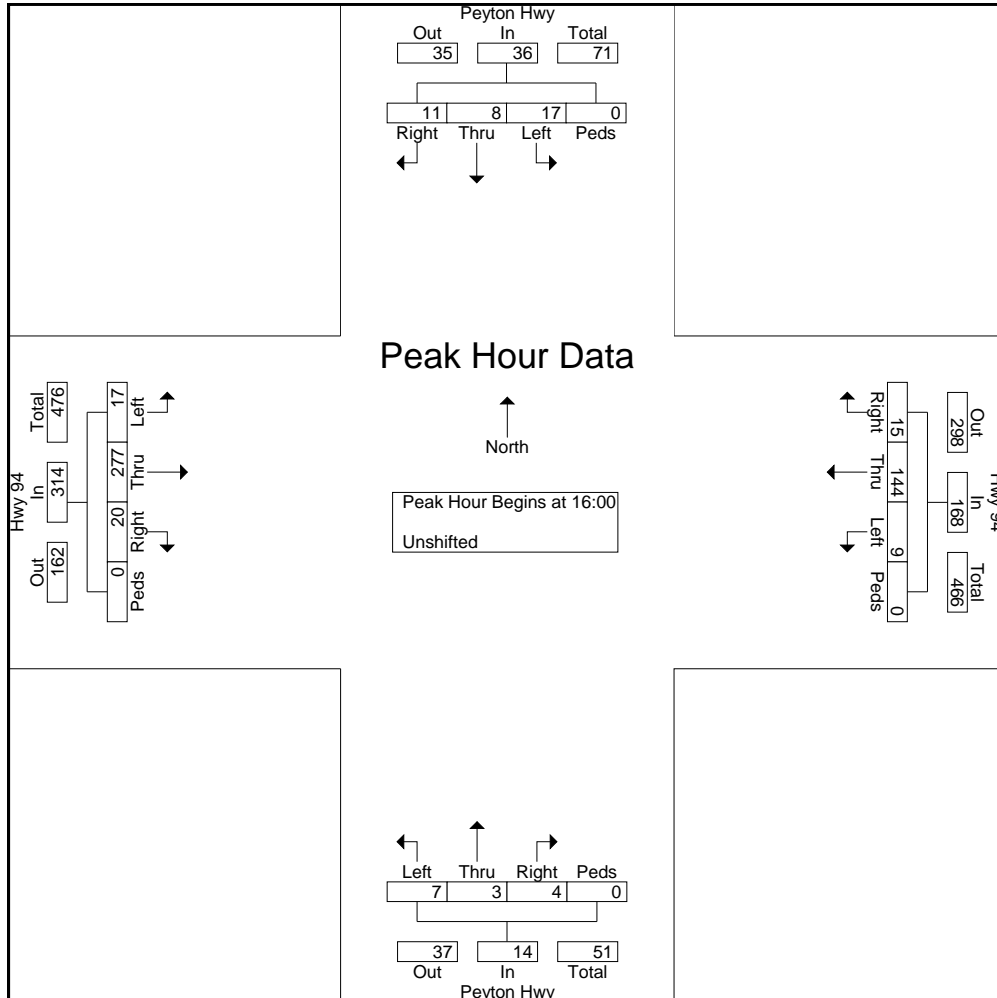 Peyton Hwy
Out In Total
35 36 71
11 8 17 0
Right Thru Left Peds
Peak Hour Data
North
Peak Hour Begins at 16:00
Unshifted
Hwy 94
Total In Out
476 314 162
17 277 20 0
Left Thru Right Peds
Hwy 94
Out In Total
298 168 466
15 144 9 0
Right Thru Left Peds
Left Thru Right Peds
7 3 4 0
37 14 51
Out In Total
Peyton Hwy